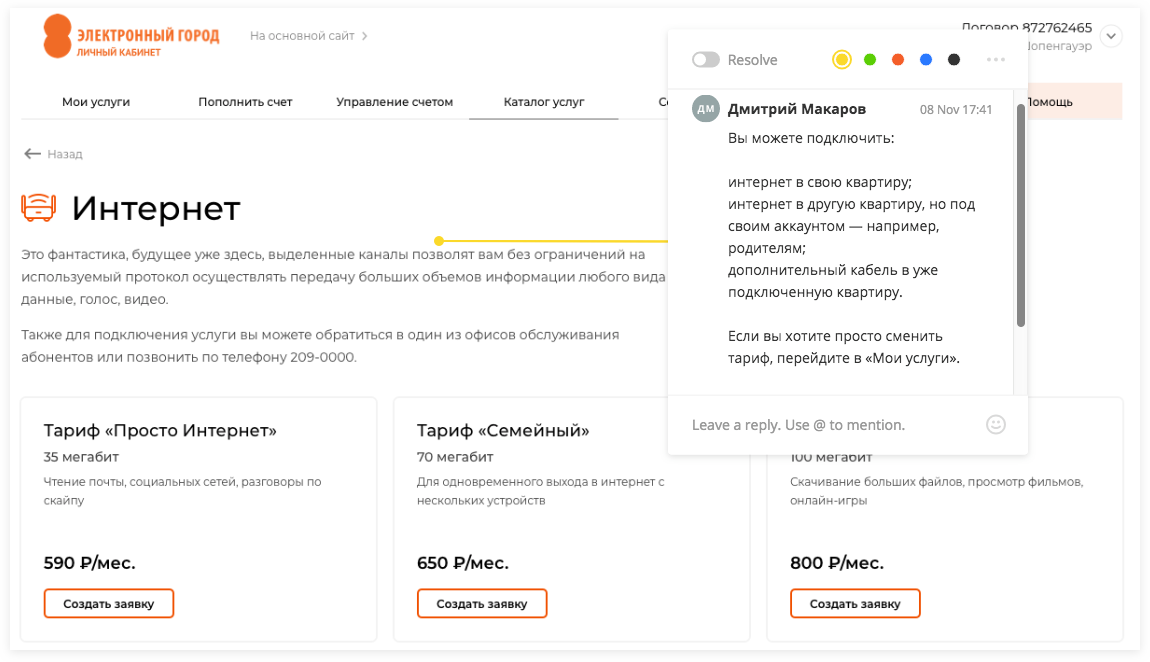 ЭЛЕКТРОННЫЙ ГОРОД
ЛИЧНЫЙ КАБИНЕТ
На основной сайт
Договор 872762465
Шопенгауэр
Мои услуги
Пополнить счет
Управление счетом
Каталог услуг
Помощь
Назад
Интернет
Это фантастика, будущее уже здесь, выделенные каналы позволят вам без ограничений на
используемый протокол осуществлять передачу больших объемов информации любого вида
данные, голос, видео.
Также для подключения услуги вы можете обратиться в один из офисов обслуживания
абонентов или позвонить по телефону 209-0000.
Resolve
ДМ
Дмитрий Макаров
08 Nov 17:41
Вы можете подключить:
интернет в свою квартиру;
интернет в другую квартиру, но под
своим аккаунтом — например,
родителям;
дополнительный кабель в уже
подключенную квартиру.
Если вы хотите просто сменить
тариф, перейдите в «Мои услуги».
Leave a reply. Use @ to mention.
Тариф «Просто Интернет»
35 мегабит
Чтение почты, социальных сетей, разговоры по
скайпу
590 ₽/мес.
Создать заявку
Тариф «Семейный»
70 мегабит
Для одновременного выхода в интернет с
нескольких устройств
650 ₽/мес.
Создать заявку
100 мегабит
Скачивание больших файлов, просмотр фильмов,
онлайн-игры
800 ₽/мес.
Создать заявку